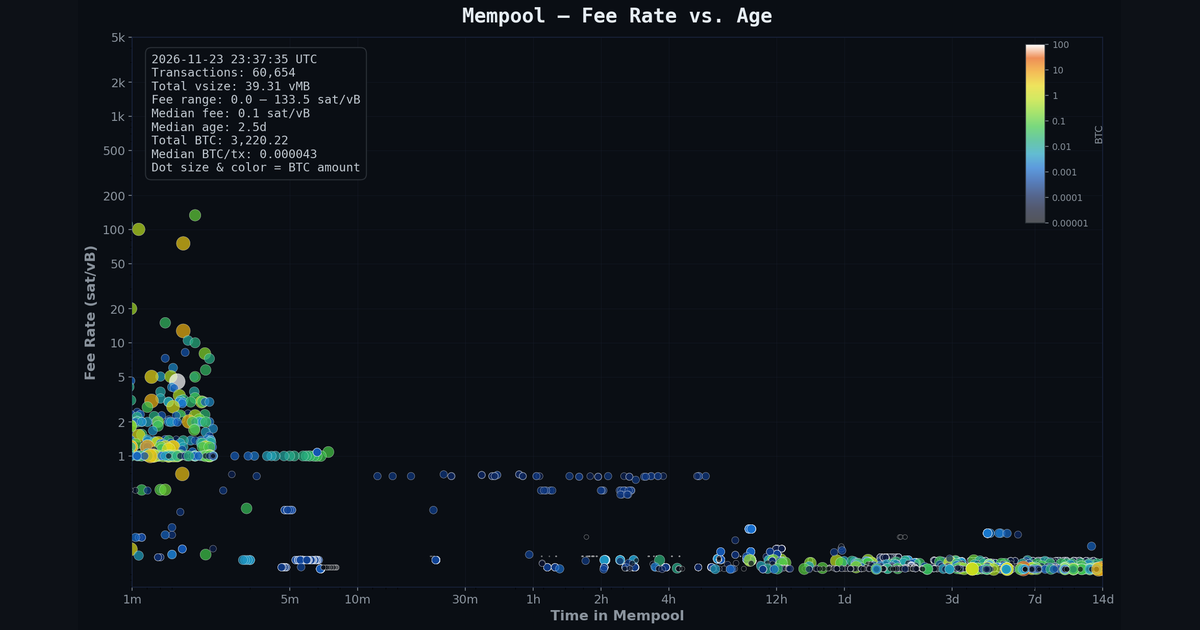 Mempool — Fee Rate vs. Age
2026-11-23 23:37:35 UTC
Transactions: 60,654
Total vsize: 39.31 vMB
Fee range: 0.0 — 133.5 sat/vB
Median fee: 0.1 sat/vB
Median age: 2.5d
Total BTC: 3,220.22
Median BTC/tx: 0.000043
Dot size & color = BTC amount
5k
2k
1k
500
200
100
50
20
10
5
2
1
Fee Rate (sat/vB)
100
10
1
0.1
0.01
0.001
0.0001
0.00001
BTC
1m
5m
10m
30m
1h
2h
4h
12h
1d
3d
7d
14d
Time in Mempool